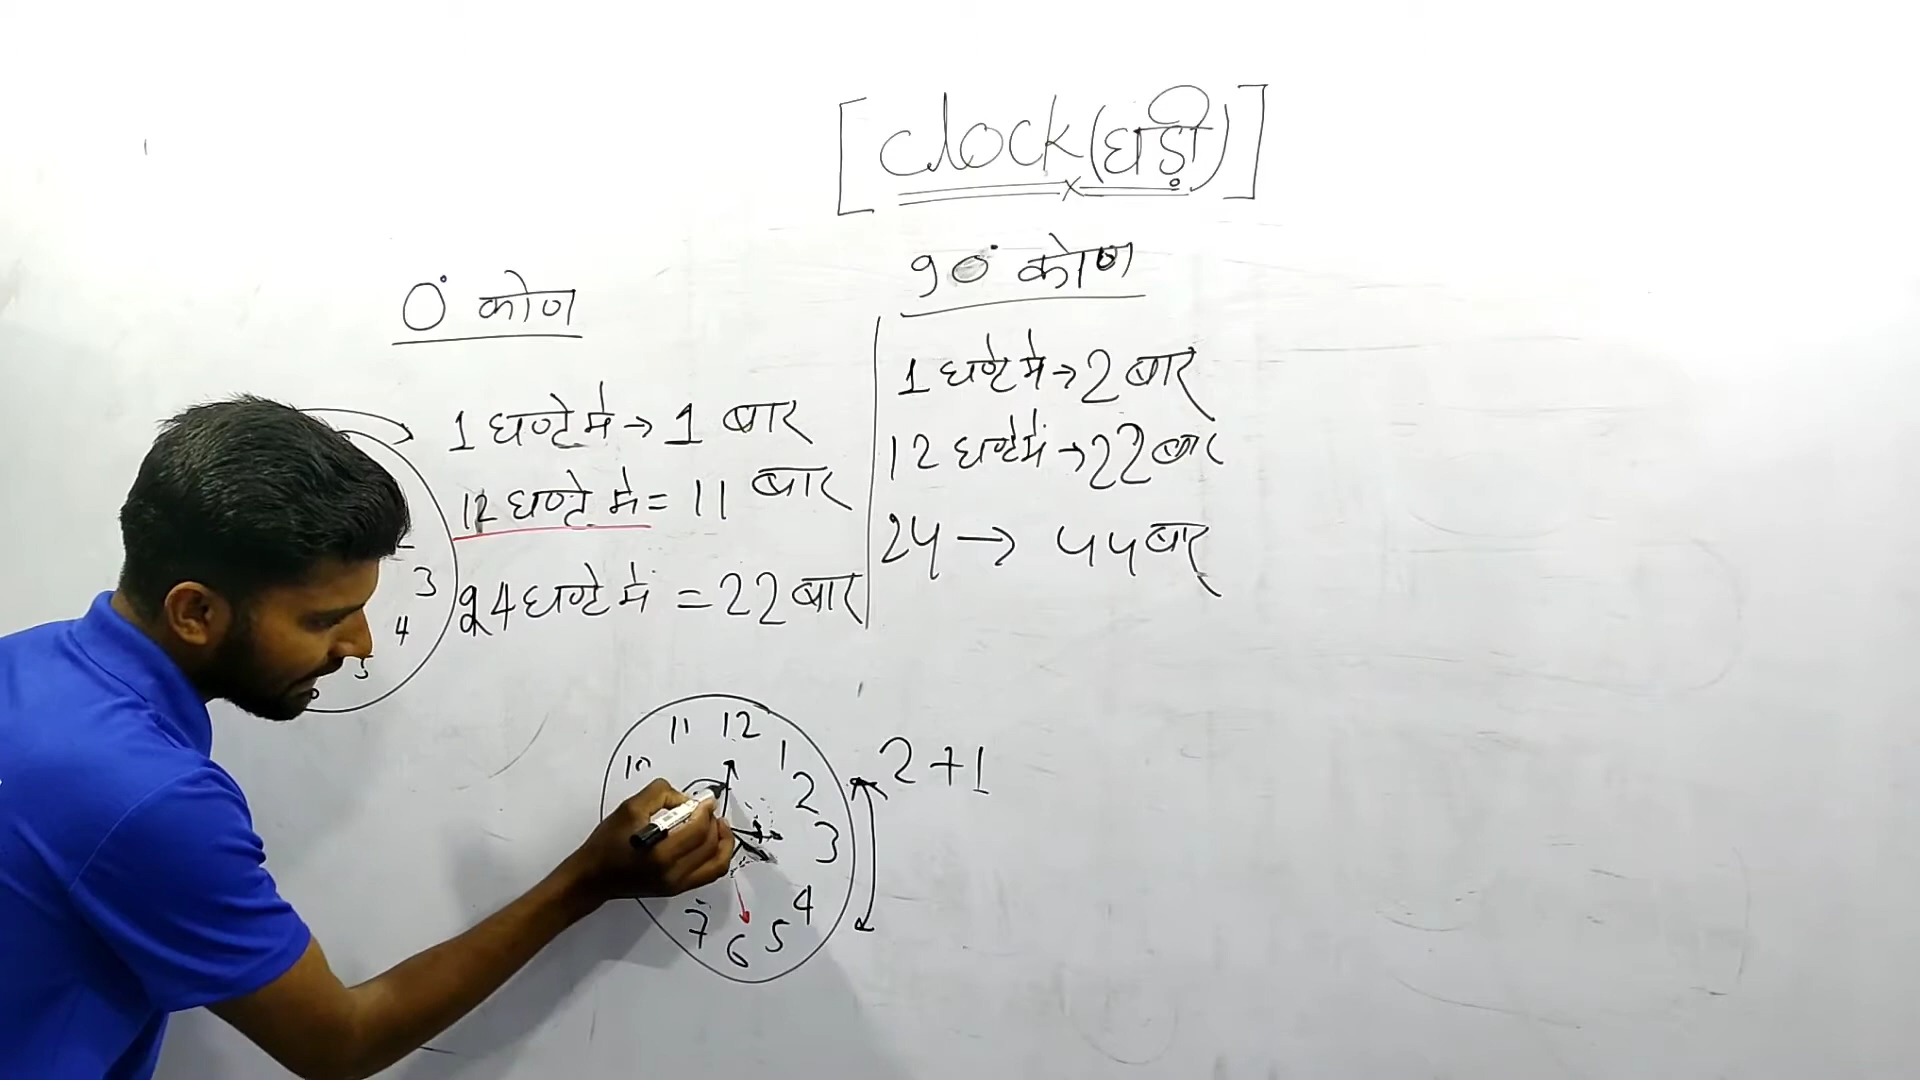 [clock(घड़ी)]
0° कोण
1 घण्टे मे → 1 बार
12 घण्टे मे = 11 बार
24 घण्टे में = 22 बार
90° कोण
1 घण्टे मे → 2 बार
12 घण्टे में → 22 बार
24 → 44 बार
3
4
5
11 12 1
10 2
3
4
7 6 5
2 + 1